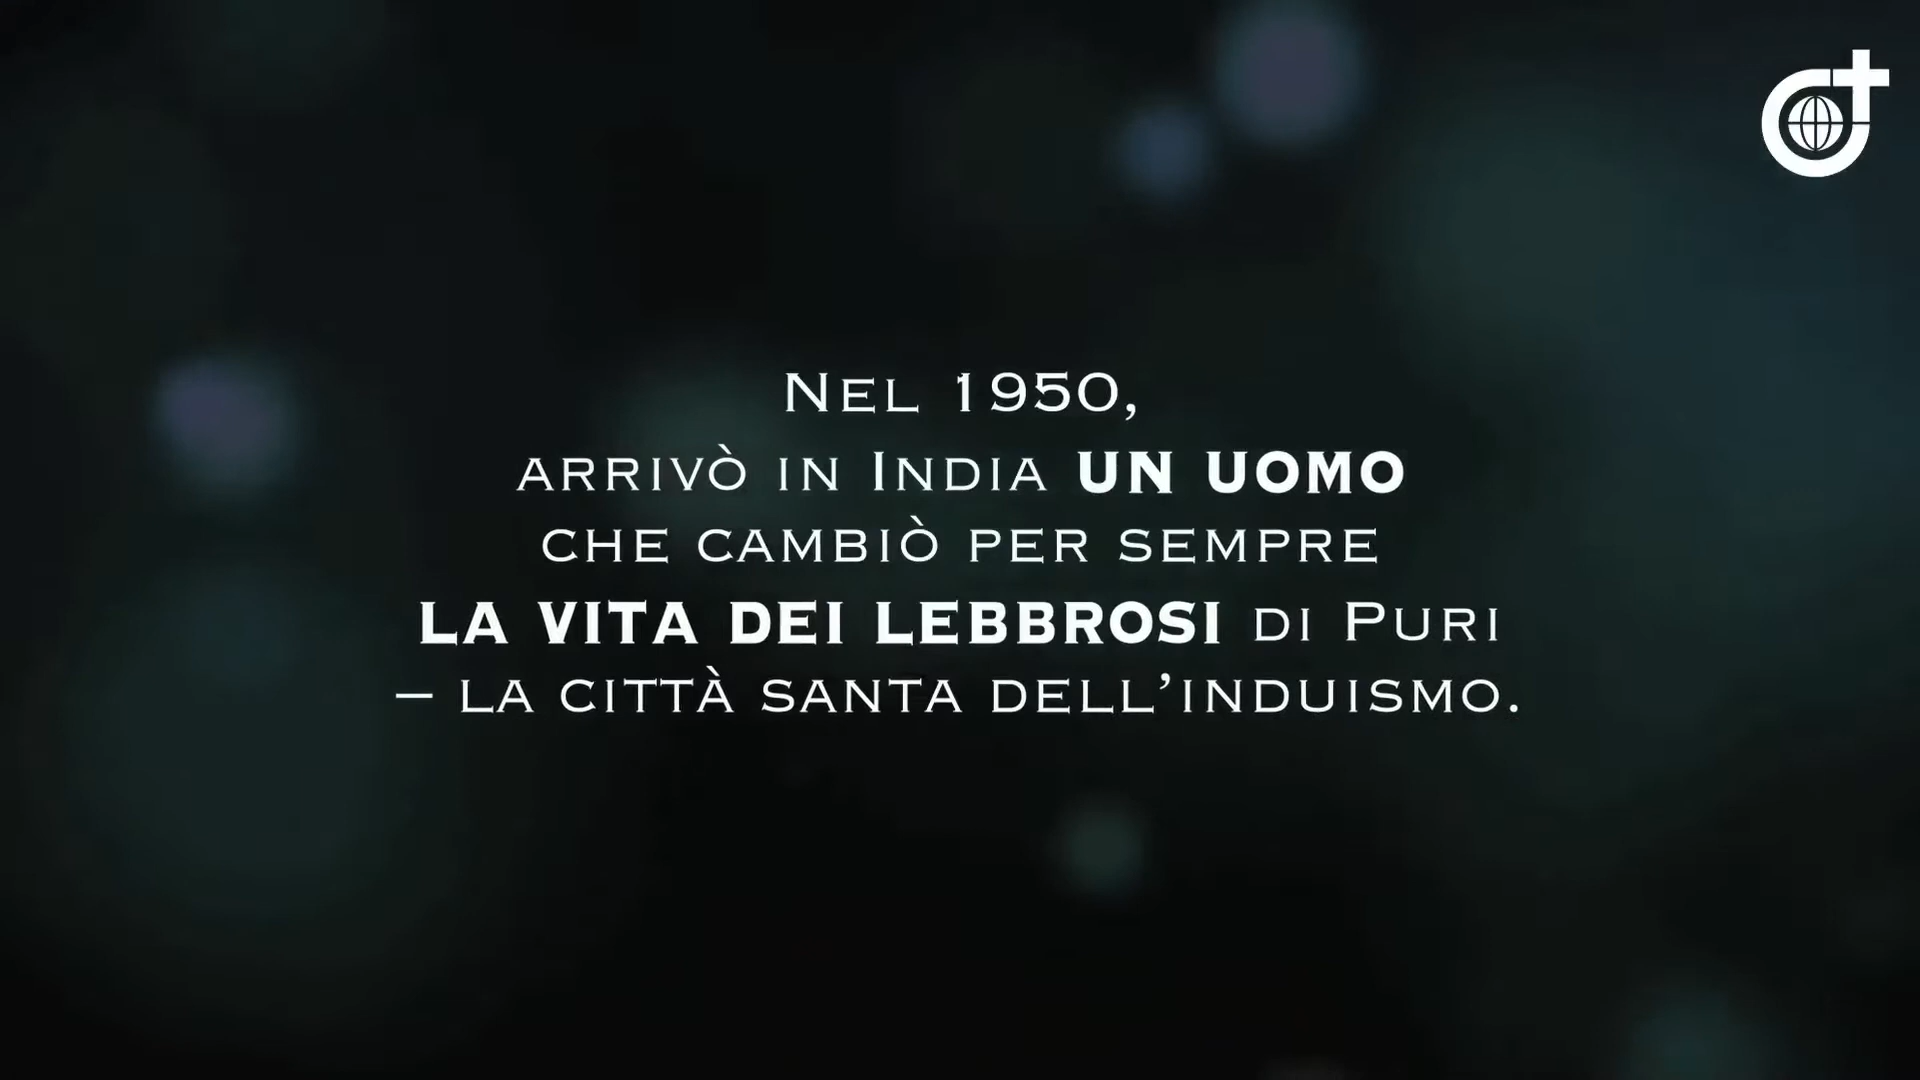 Nel 1950,
arrivò in India un uomo
che cambiò per sempre
la vita dei lebbrosi di Puri
– la città santa dell’induismo.